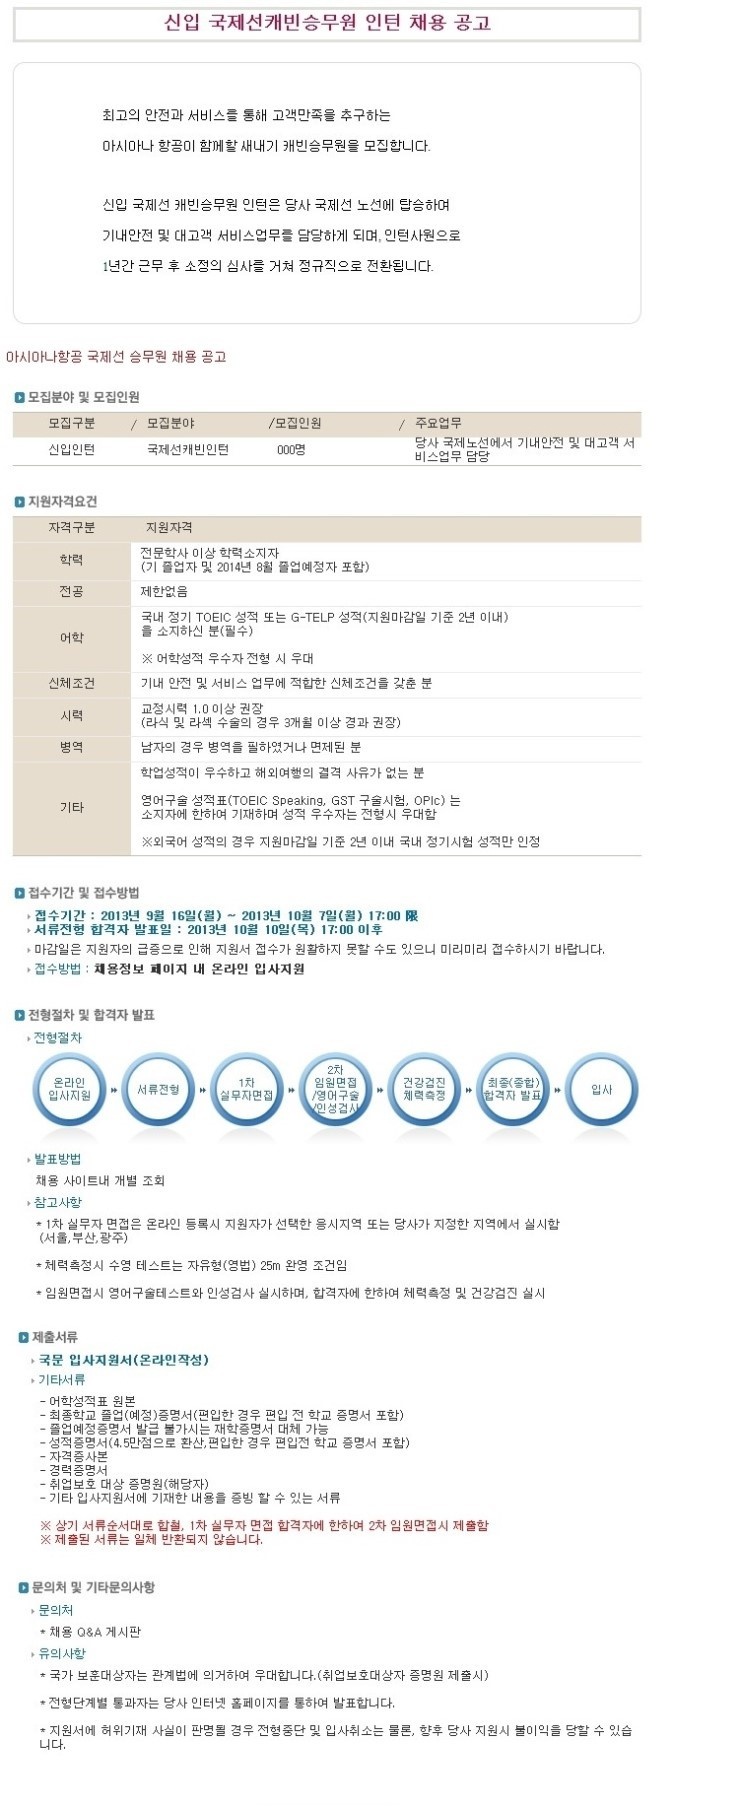 신입 국제선캐빈승무원 인턴 채용 공고
최고의 안전과 서비스를 통해 고객만족을 추구하는
아시아나 항공이 함께할 새내기 캐빈승무원을 모집합니다.
신입 국제선 캐빈승무원 인턴은 당사 국제선 노선에 탑승하며
기내안전 및 대고객 서비스업무를 담당하게 되며, 인턴사원으로
1년간 근무 후 소정의 심사를 거쳐 정규직으로 전환됩니다.
아시아나항공 국제선 승무원 채용 공고
모집분야 및 모집인원
모집구분 / 모집분야 /모집인원 / 주요업무
신입인턴 국제선캐빈인턴 000명 당사 국제노선에서 기내안전 및 대고객 서
비스업무 담당
지원자격요건
자격구분 지원자격
학력 전문학사 이상 학력소지자
(기 졸업자 및 2014년 8월 졸업예정자 포함)
전공 제한없음
어학 국내 정기 TOEIC 성적 또는 G-TELP 성적(지원마감일 기준 2년 이내)
을 소지하신 분(필수)
※ 어학성적 우수자 전형 시 우대
신체조건 기내 안전 및 서비스 업무에 적합한 신체조건을 갖춘 분
시력 교정시력 1.0 이상 권장
(라식 및 라섹 수술의 경우 3개월 이상 경과 권장)
병역 남자의 경우 병역을 필하였거나 면제된 분
기타 학업성적이 우수하고 해외여행의 결격 사유가 없는 분
영어구술 성적표(TOEIC Speaking, GST 구술시험, OPIc) 는
소지자에 한하여 기재하며 성적 우수자는 전형시 우대함
※외국어 성적의 경우 지원마감일 기준 2년 이내 국내 정기시험 성적만 인정
접수기간 및 접수방법
접수기간 : 2013년 9월 16일(월) ~ 2013년 10월 7일(월) 17:00 限
서류전형 합격자 발표일 : 2013년 10월 10일(목) 17:00 이후
마감일은 지원자의 급증으로 인해 지원서 접수가 원활하지 못할 수도 있으니 미리미리 접수하시기 바랍니다.
접수방법 : 채용정보 페이지 내 온라인 입사지원
전형절차 및 합격자 발표
전형절차
온라인
입사지원
서류전형
1차
실무자면접
2차
임원면접
/영어구술
/인성검사
건강검진
체력측정
최종(종합)
합격자 발표
입사
발표방법
채용 사이트내 개별 조회
참고사항
* 1차 실무자 면접은 온라인 등록시 지원자가 선택한 응시지역 또는 당사가 지정한 지역에서 실시함
(서울,부산,광주)
* 체력측정시 수영 테스트는 자유형(영법) 25m 완영 조건임
* 임원면접시 영어구술테스트와 인성검사 실시하며, 합격자에 한하여 체력측정 및 건강검진 실시
제출서류
국문 입사지원서(온라인작성)
기타서류
- 어학성적표 원본
- 최종학교 졸업(예정)증명서(편입한 경우 편입 전 학교 증명서 포함)
- 졸업예정증명서 발급 불가시는 재학증명서 대체 가능
- 성적증명서(4.5만점으로 환산,편입한 경우 편입전 학교 증명서 포함)
- 자격증사본
- 경력증명서
- 취업보호 대상 증명원(해당자)
- 기타 입사지원서에 기재한 내용을 증빙 할 수 있는 서류
※ 상기 서류순서대로 합철, 1차 실무자 면접 합격자에 한하여 2차 임원면접시 제출함
※ 제출된 서류는 일체 반환되지 않습니다.
문의처 및 기타문의사항
문의처
* 채용 Q&A 게시판
유의사항
* 국가 보훈대상자는 관계법에 의거하여 우대합니다.(취업보호대상자 증명원 제출시)
* 전형단계별 통과자는 당사 인터넷 홈페이지를 통하여 발표합니다.
* 지원서에 허위기재 사실이 판명될 경우 전형중단 및 입사취소는 물론, 향후 당사 지원시 불이익을 당할 수 있습
니다.